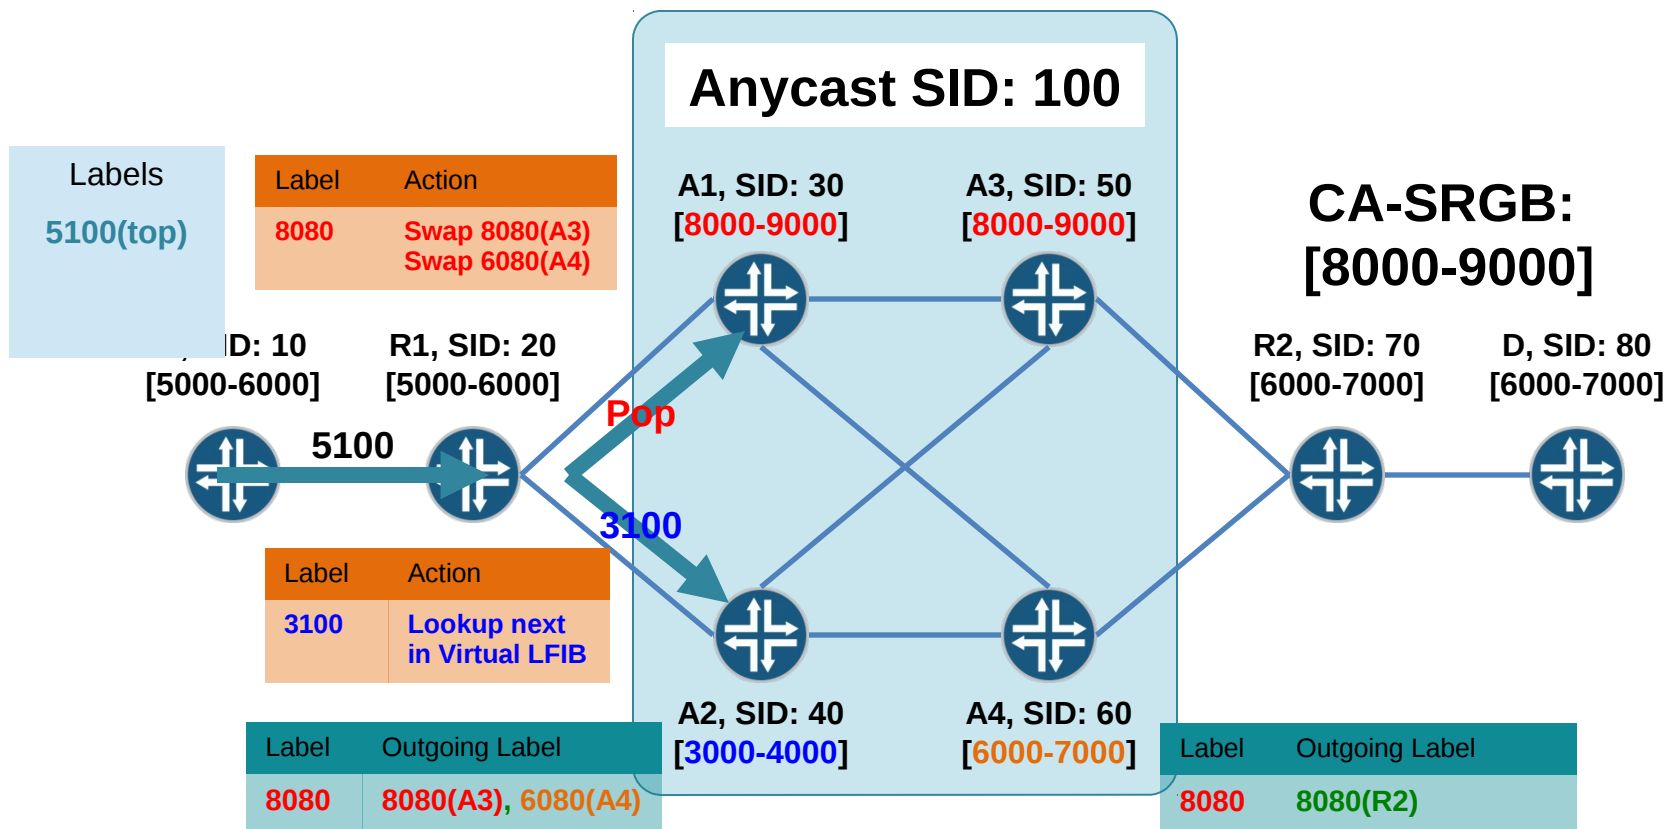 Anycast SID: 100
Labels
5100(top)
Label Action
8080 Swap 8080(A3)
Swap 6080(A4)
A1, SID: 30
[8000-9000]
A3, SID: 50
[8000-9000]
CA-SRGB:
[8000-9000]
ID: 10
[5000-6000]
R1, SID: 20
[5000-6000]
R2, SID: 70
[6000-7000]
D, SID: 80
[6000-7000]
5100
Pop
3100
Label Action
3100 Lookup next
in Virtual LFIB
A2, SID: 40
[3000-4000]
A4, SID: 60
[6000-7000]
Label Outgoing Label
8080 8080(A3), 6080(A4)
Label Outgoing Label
8080 8080(R2)